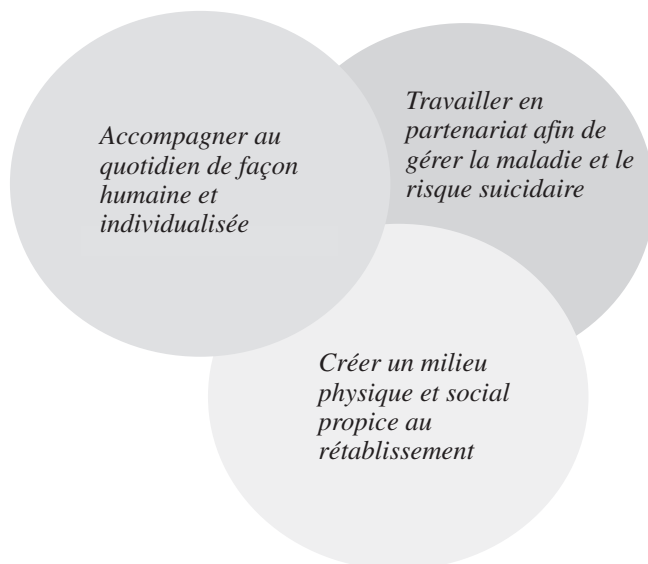 Accompagner au
quotidien de façon
humaine et
individualisée
Travailler en
partenariat afin de
gérer la maladie et le
risque suicidaire
Créer un milieu
physique et social
propice au
rétablissement